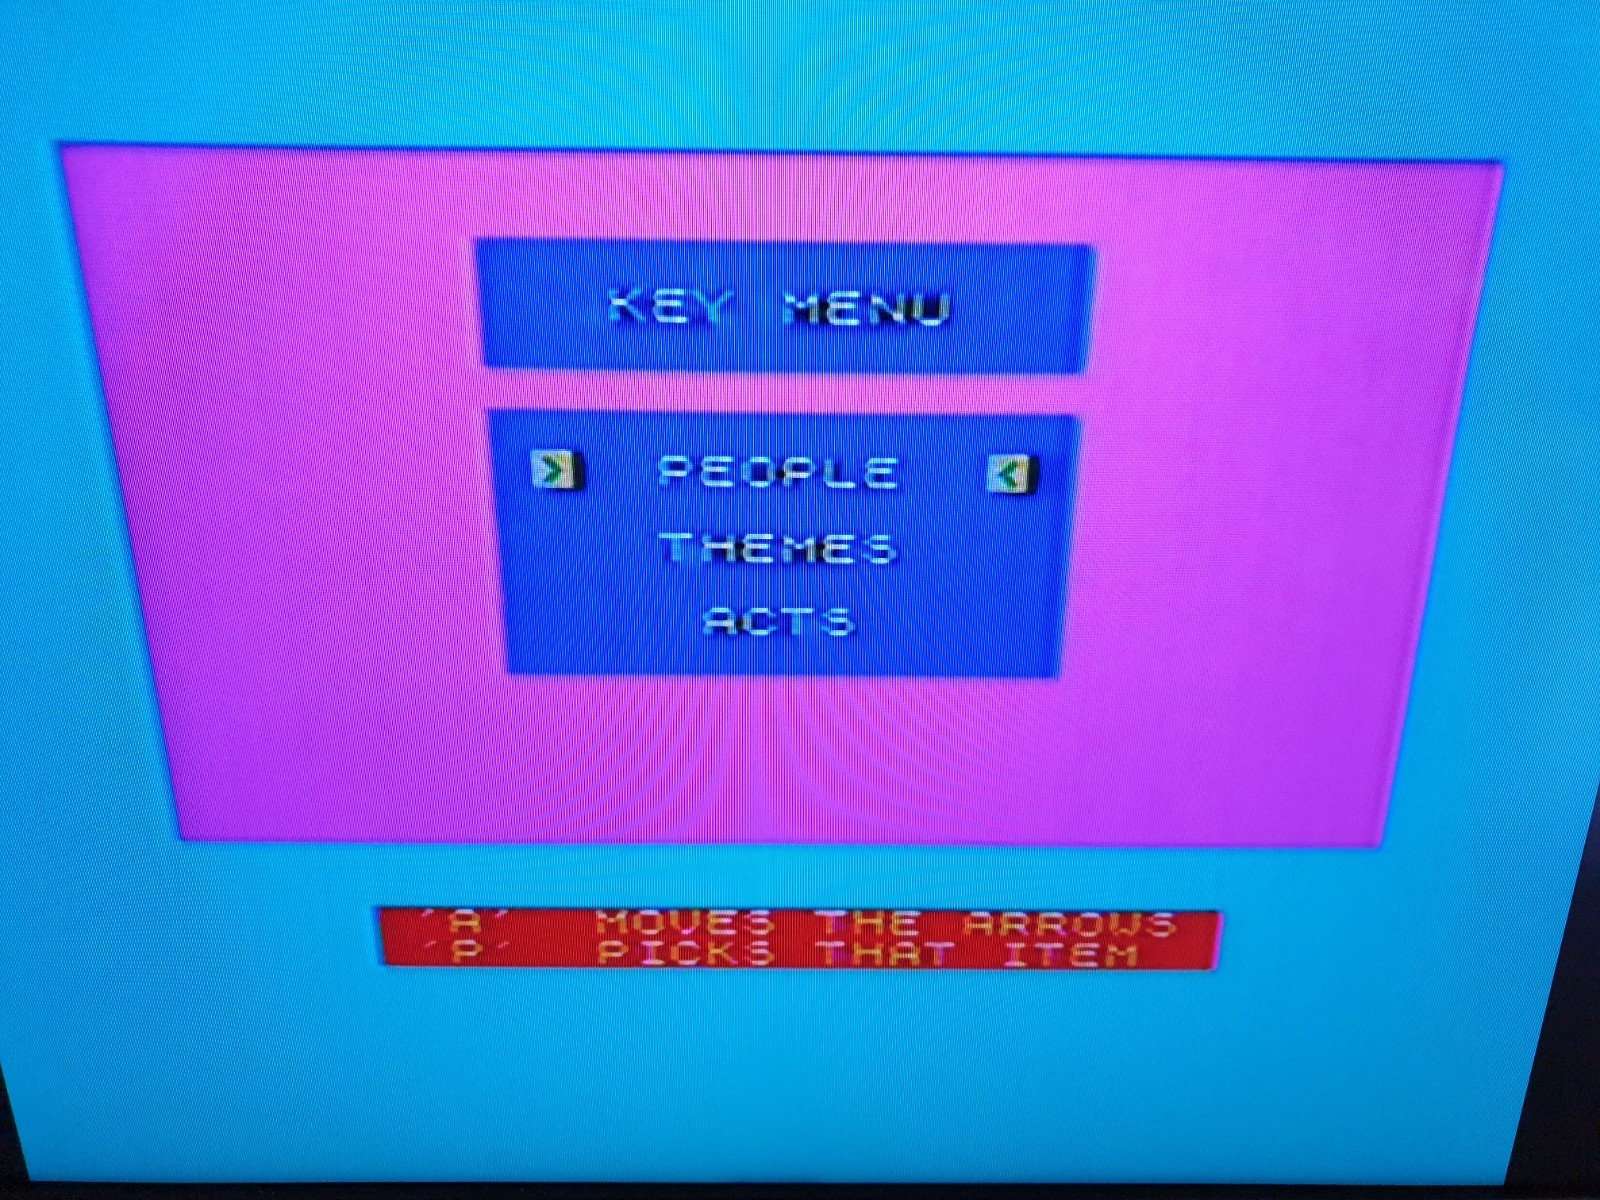 KEY MENU
> PEOPLE <
THEMES
ACTS
'A' MOVES THE ARROWS
'P' PICKS THAT ITEM